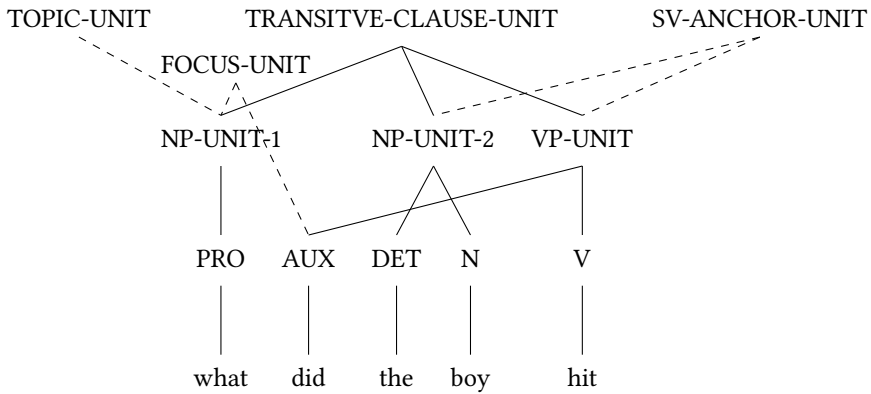 TOPIC-UNIT TRANSITVE-CLAUSE-UNIT SV-ANCHOR-UNIT
FOCUS-UNIT
NP-UNIT-1 NP-UNIT-2 VP-UNIT
PRO AUX DET N V
what did the boy hit